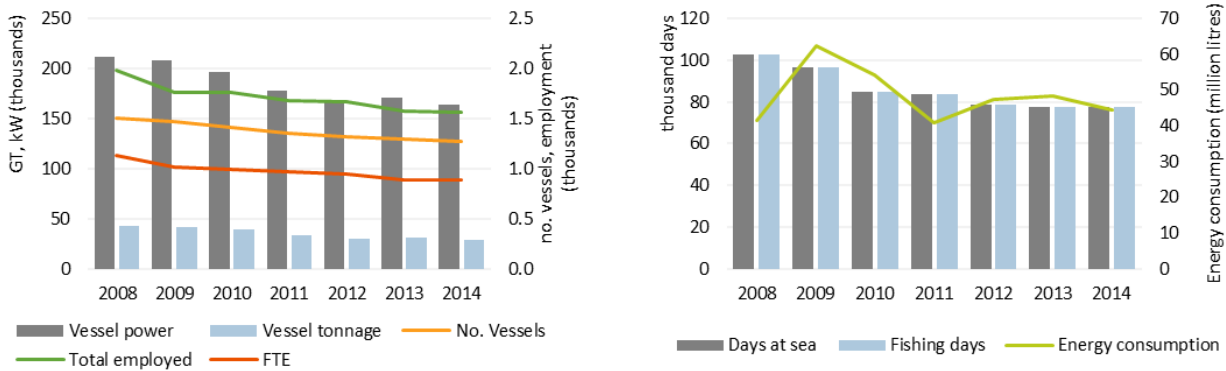 GT, kW (thousands)
250
200
150
100
50
0
2.5
2.0
1.5
1.0
0.5
0.0
no. vessels, employment
(thousands)
2008 2009 2010 2011 2012 2013 2014
Vessel power Vessel tonnage No. Vessels
Total employed FTE
thousand days
120
100
80
60
40
20
0
70
60
50
40
30
20
10
0
Energy consumption (million litres)
2008 2009 2010 2011 2012 2013 2014
Days at sea Fishing days Energy consumption